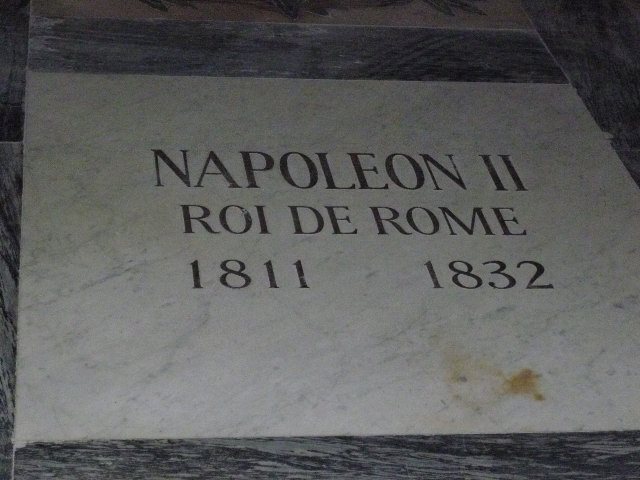 NAPOLEON II
ROI DE ROME
1811 1832